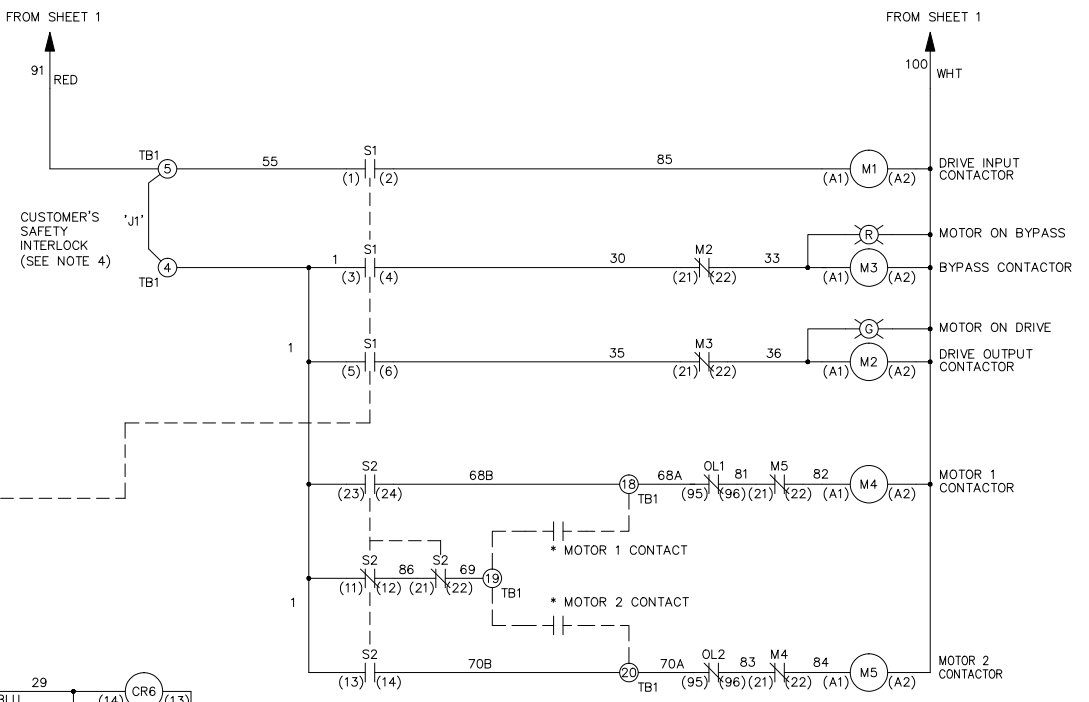 FROM SHEET 1
FROM SHEET 1
91
RED
100
WHT
TB1
5
55
S1
(1) (2)
85
M1
(A1) (A2)
DRIVE INPUT
CONTACTOR
CUSTOMER'S
SAFETY
INTERLOCK
(SEE NOTE 4)
'J1'
R
MOTOR ON BYPASS
4
TB1
1
S1
(3) (4)
30
M2
(21) (22)
33
M3
(A1) (A2)
BYPASS CONTACTOR
G
MOTOR ON DRIVE
1
S1
(5) (6)
35
M3
(21) (22)
36
M2
(A1) (A2)
DRIVE OUTPUT
CONTACTOR
S2
(23) (24)
68B
18
TB1
68A
OL1
(95) (96)
81
M5
(21) (22)
82
M4
(A1) (A2)
MOTOR 1
CONTACTOR
* MOTOR 1 CONTACT
S2
(11) (12)
86
S2
(21) (22)
69
19
TB1
* MOTOR 2 CONTACT
1
S2
(13) (14)
70B
20
TB1
70A
OL2
(95) (96)
83
M4
(21) (22)
84
M5
(A1) (A2)
MOTOR 2
CONTACTOR
29
BLU
CR6
(14) (13)